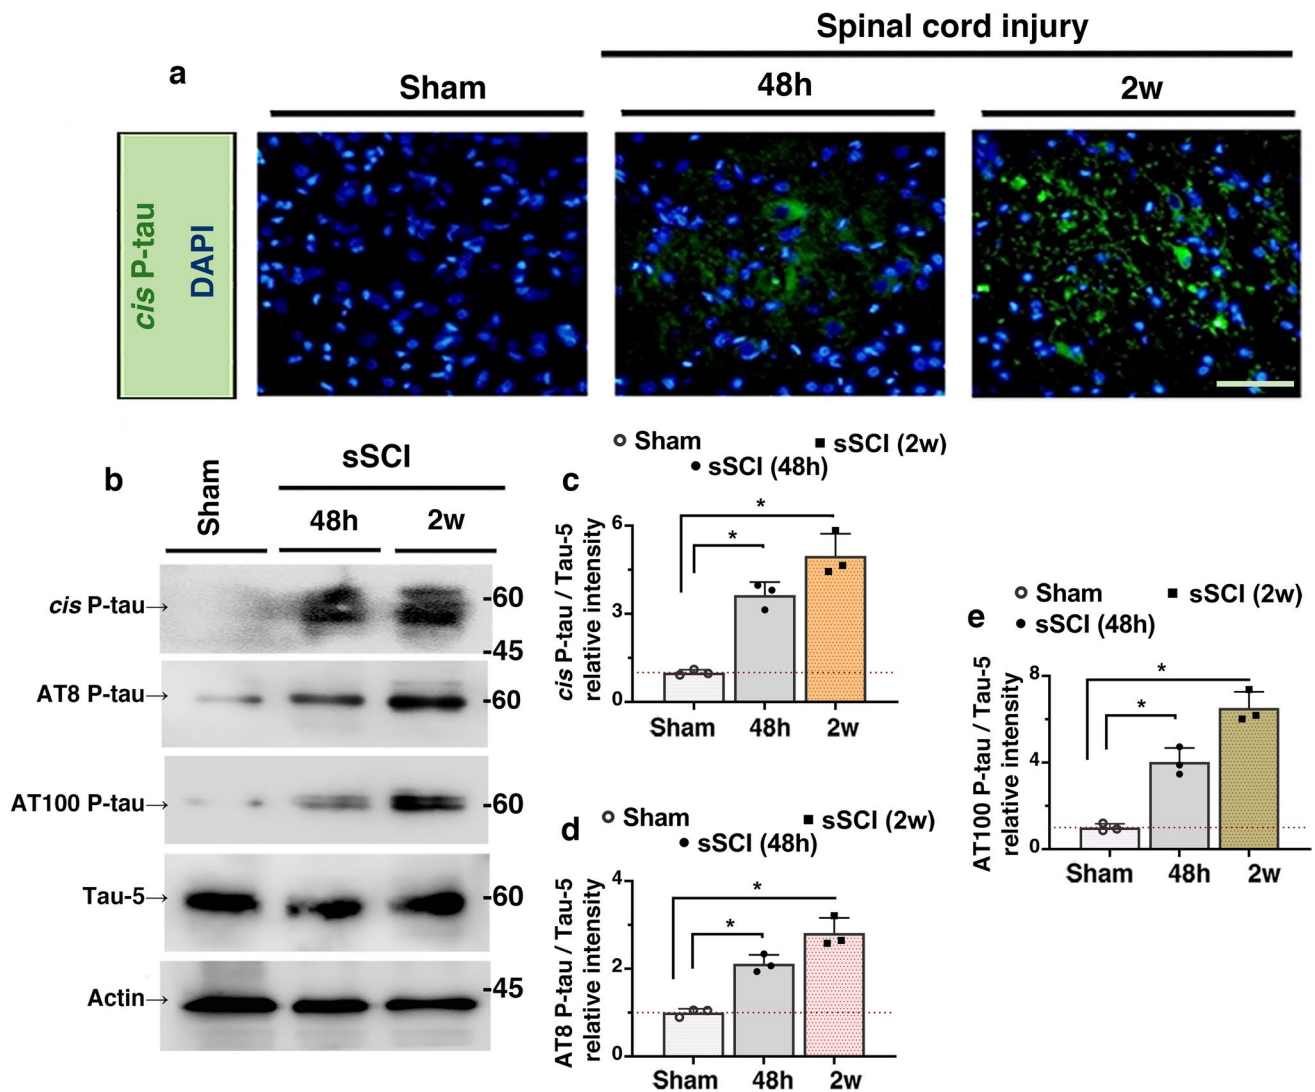 Spinal cord injury
a
Sham
48h
2w
cis P-tau
DAPI
b
Sham
sSCI
48h
2w
cis P-tau→
-60
-45
AT8 P-tau→
-60
AT100 P-tau→
-60
Tau-5→
-60
Actin→
-45
c
Sham
sSCI (2w)
sSCI (48h)
cis P-tau / Tau-5
relative intensity
6
3
0
*
*
Sham
48h
2w
d
Sham
sSCI (2w)
sSCI (48h)
AT8 P-tau / Tau-5
relative intensity
4
2
0
*
*
Sham
48h
2w
e
Sham
sSCI (2w)
sSCI (48h)
AT100 P-tau / Tau-5
relative intensity
8
4
0
*
*
Sham
48h
2w